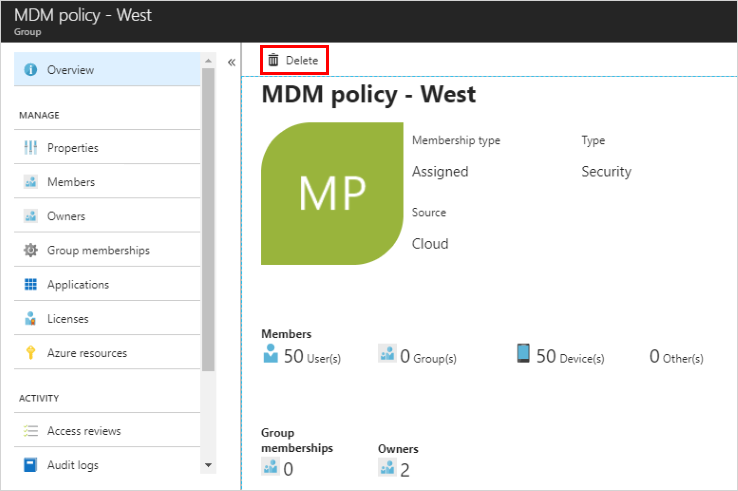 MDM policy - West
Group
Overview
MANAGE
Properties
Members
Owners
Group memberships
Applications
Licenses
Azure resources
ACTIVITY
Access reviews
Audit logs
«
Delete
MDM policy - West
MP
Membership type
Assigned
Type
Security
Source
Cloud
Members
50 User(s)
0 Group(s)
50 Device(s)
0 Other(s)
Group
memberships
0
Owners
2